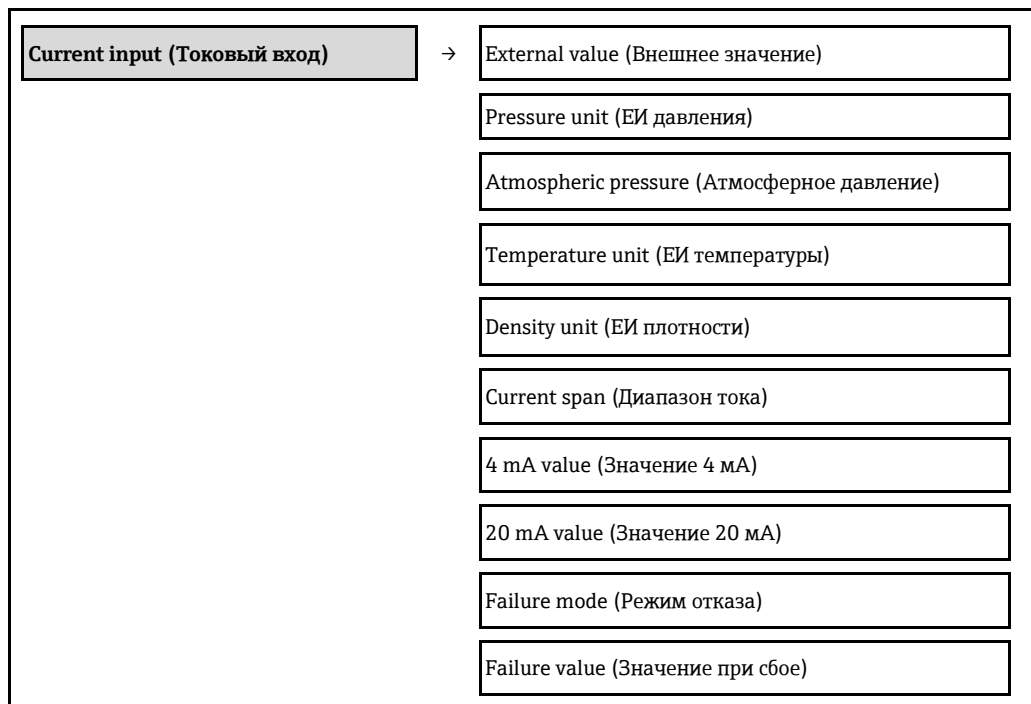 Current input (Токовый вход) → External value (Внешнее значение)
Pressure unit (ЕИ давления)
Atmospheric pressure (Атмосферное давление)
Temperature unit (ЕИ температуры)
Density unit (ЕИ плотности)
Current span (Диапазон тока)
4 mA value (Значение 4 мА)
20 mA value (Значение 20 мА)
Failure mode (Режим отказа)
Failure value (Значение при сбое)